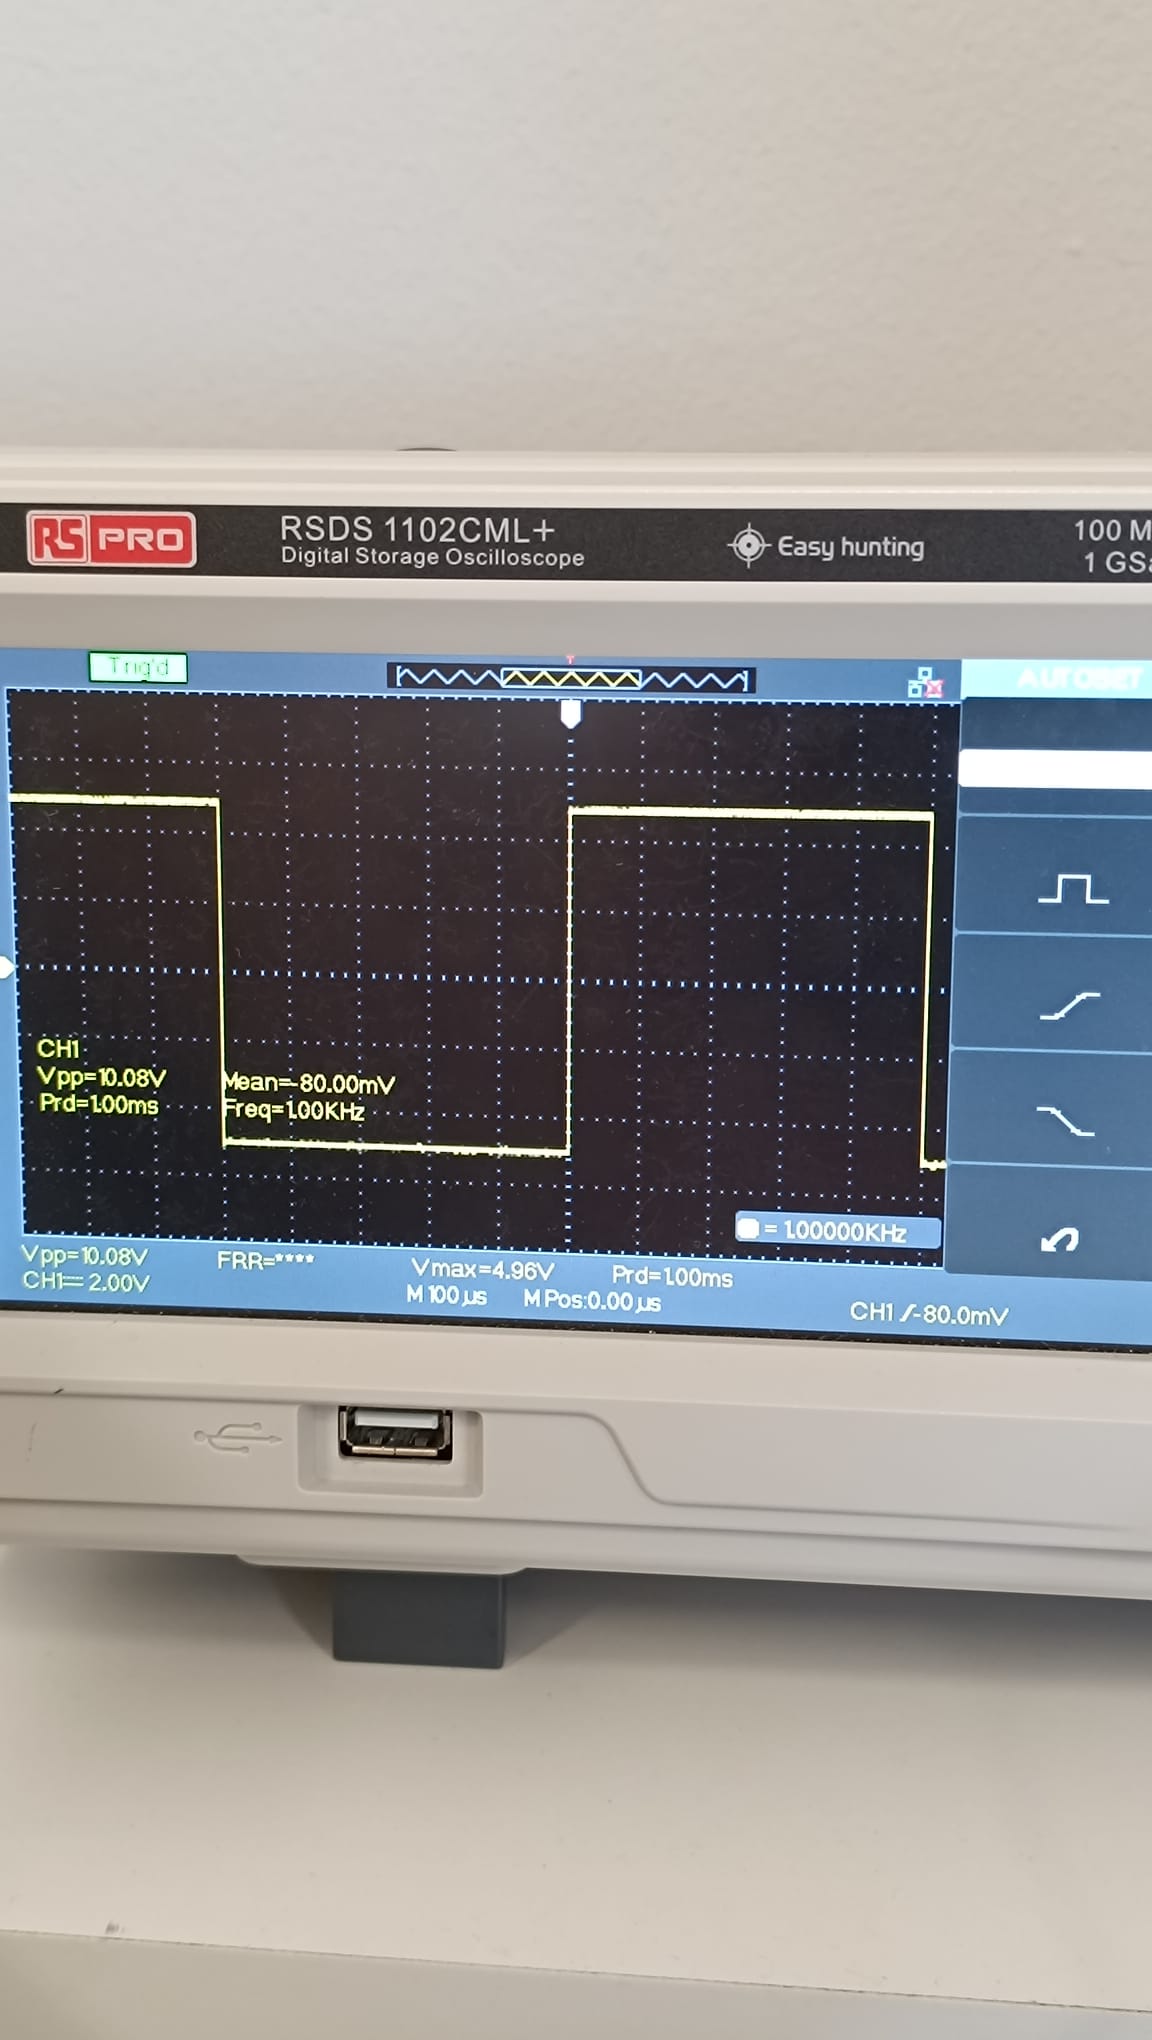 RS PRO
RSDS 1102CML+
Digital Storage Oscilloscope
Easy hunting
100 M
1 GSa
Trig'd
T
AUTOSET
CH1
Vpp=10.08V
Mean=-80.00mV
Prd=1.00ms
Freq=1.00KHz
= 1.00000KHz
Vpp=10.08V
FRR=****
Vmax=4.96V
Prd=1.00ms
CH1 2.00V
M 100µs
M Pos:0.00µs
CH1 -80.0mV